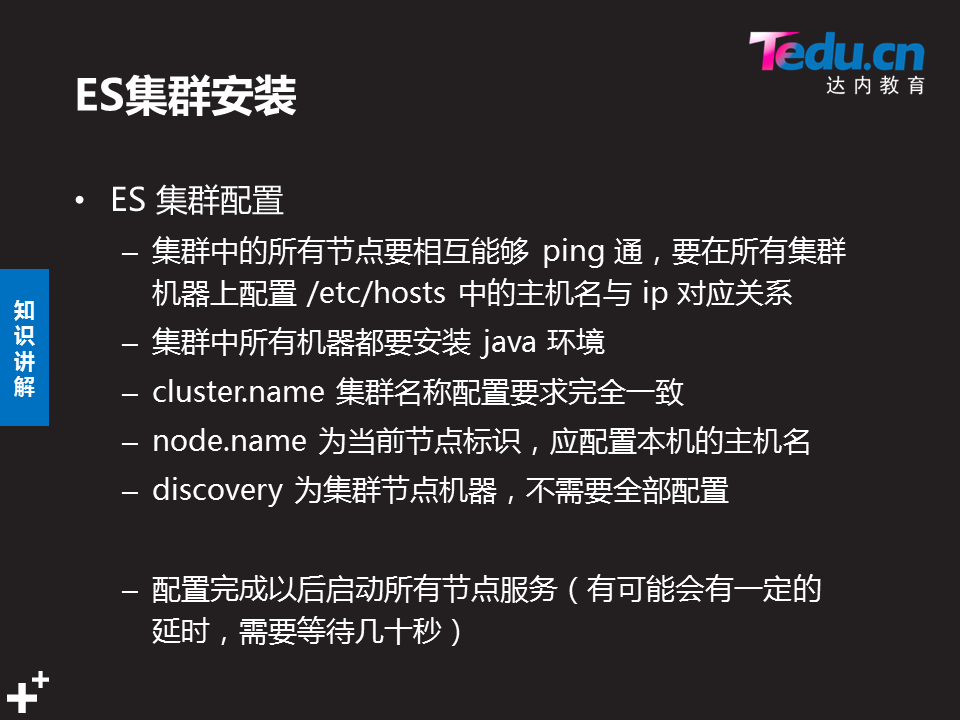 Tedu.cn
达内教育
ES集群安装
• ES 集群配置
– 集群中的所有节点要相互能够 ping 通，要在所有集群
机器上配置 /etc/hosts 中的主机名与 ip 对应关系
– 集群中所有机器都要安装 java 环境
– cluster.name 集群名称配置要求完全一致
– node.name 为当前节点标识，应配置本机的主机名
– discovery 为集群节点机器，不需要全部配置
– 配置完成以后启动所有节点服务（有可能会有一定的
延时，需要等待几十秒）
知
识
讲
解